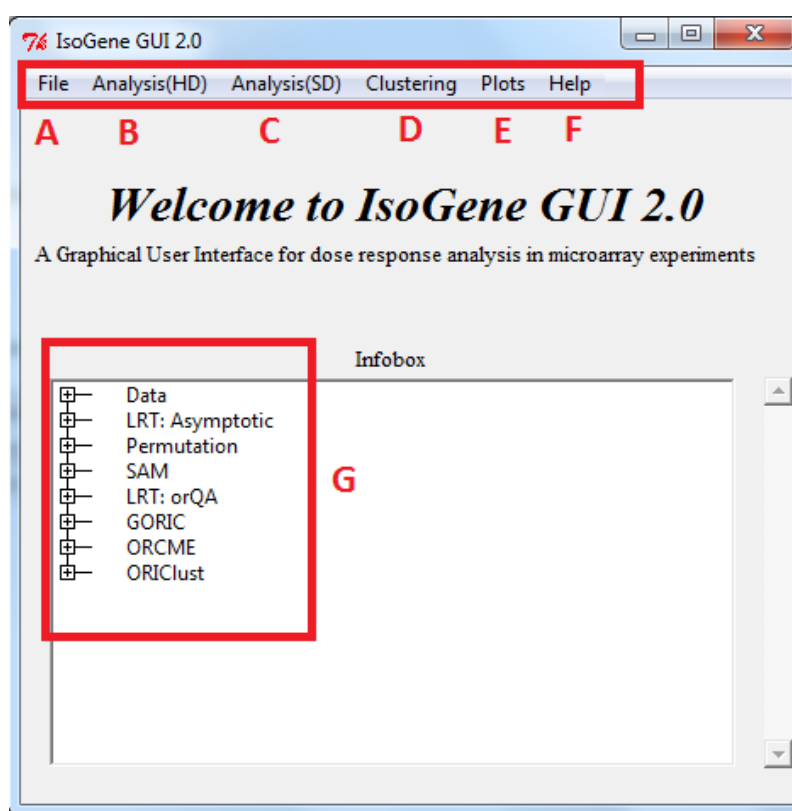 IsoGene GUI 2.0
File Analysis(HD) Analysis(SD) Clustering Plots Help
A B C D E F
Welcome to IsoGene GUI 2.0
A Graphical User Interface for dose response analysis in microarray experiments
Infobox
Data
LRT: Asymptotic
Permutation
SAM
LRT: orQA
GORIC
ORCME
ORIClust
G